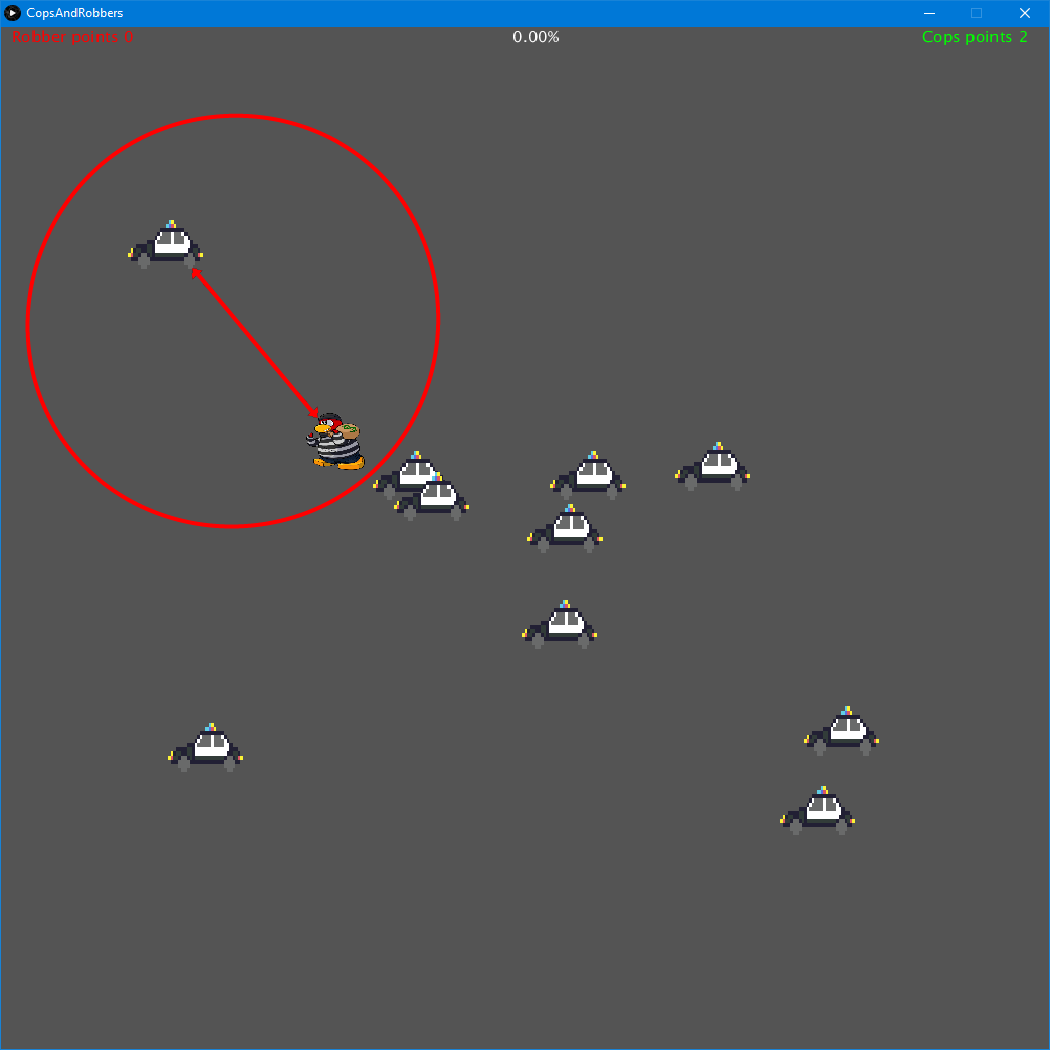 CopsAndRobbers
Robber points 0
0.00%
Cops points 2